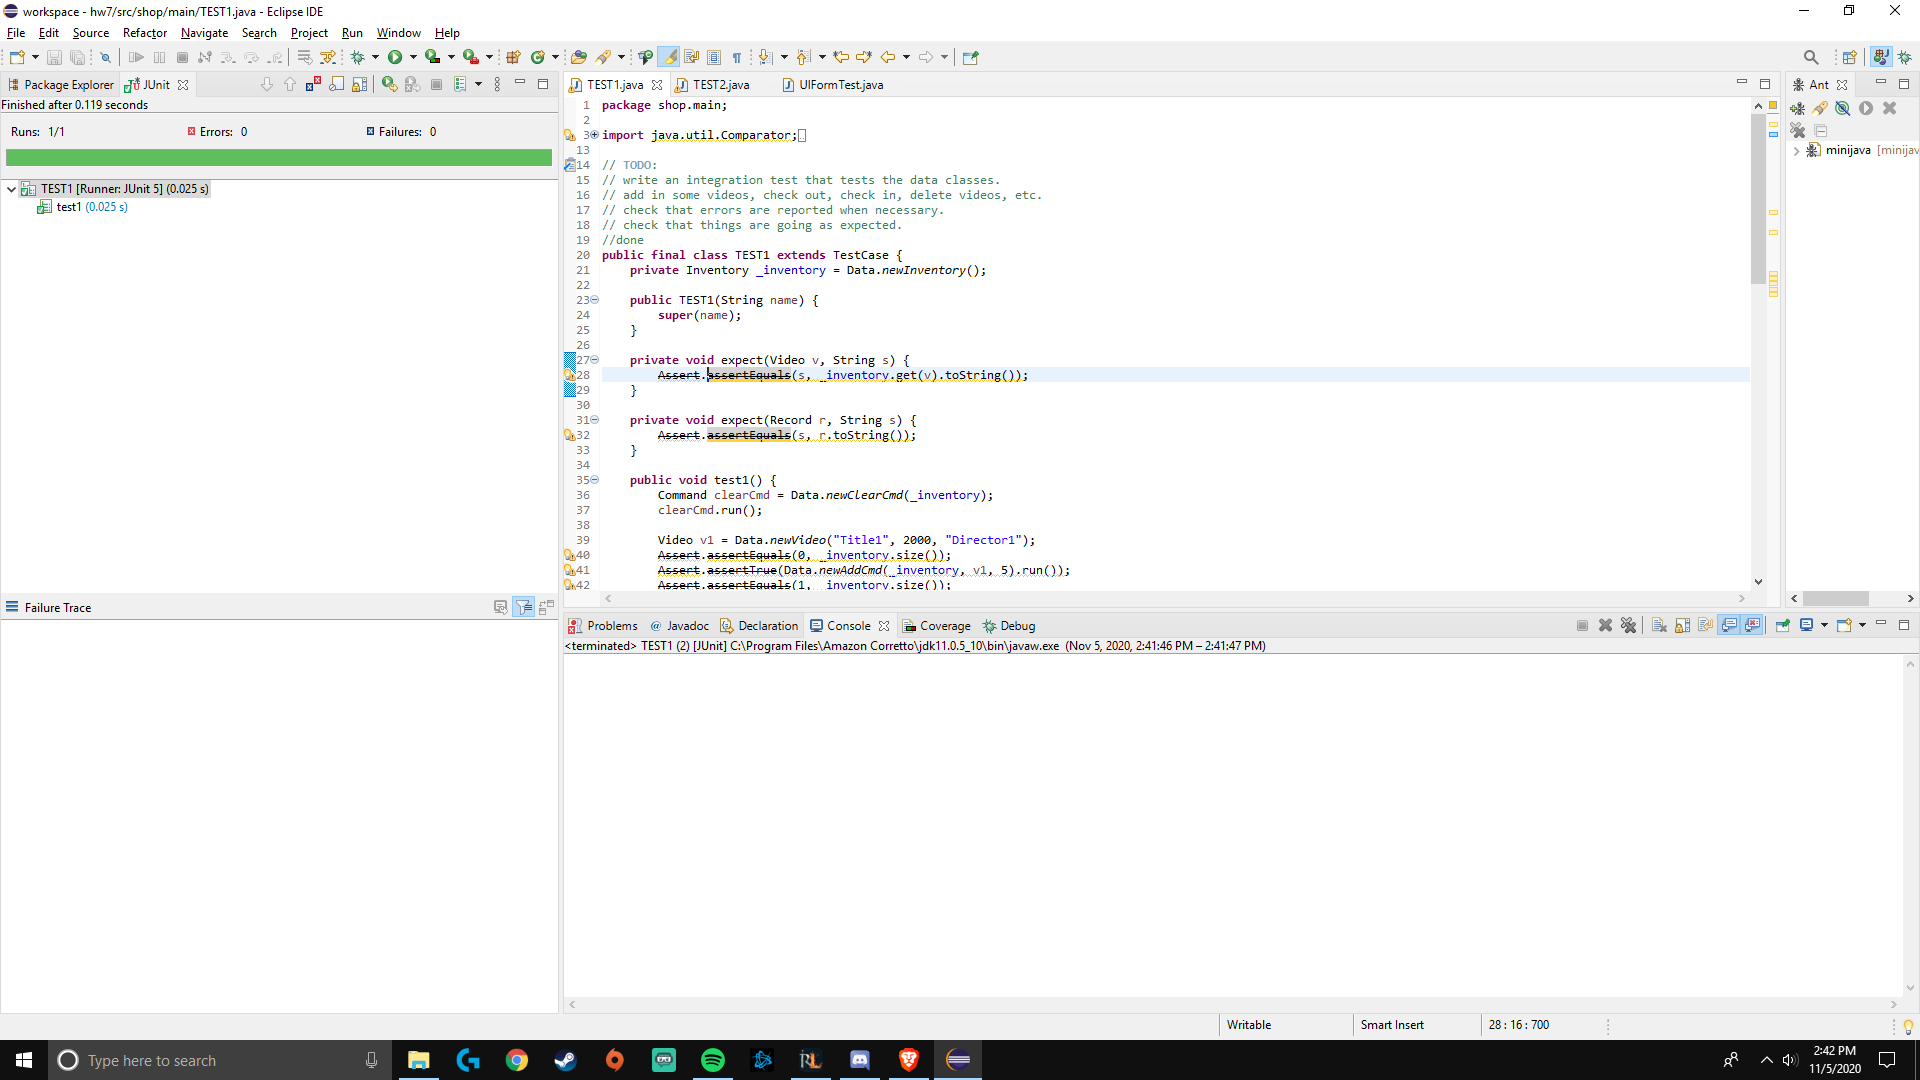 workspace - hw7/src/shop/main/TEST1.java - Eclipse IDE
File Edit Source Refactor Navigate Search Project Run Window Help
Package Explorer JUnit
Finished after 0.119 seconds
Runs: 1/1 Errors: 0 Failures: 0
TEST1 [Runner: JUnit 5] (0.025 s)
test1 (0.025 s)
Failure Trace
TEST1.java TEST2.java UIFormTest.java
1 package shop.main;
2
3 import java.util.Comparator;
13
14 // TODO:
15 // write an integration test that tests the data classes.
16 // add in some videos, check out, check in, delete videos, etc.
17 // check that errors are reported when necessary.
18 // check that things are going as expected.
19 //done
20 public final class TEST1 extends TestCase {
21 private Inventory _inventory = Data.newInventory();
22
23 public TEST1(String name) {
24 super(name);
25 }
26
27 private void expect(Video v, String s) {
28 Assert.assertEquals(s, _inventory.get(v).toString());
29 }
30
31 private void expect(Record r, String s) {
32 Assert.assertEquals(s, r.toString());
33 }
34
35 public void test1() {
36 Command clearCmd = Data.newClearCmd(_inventory);
37 clearCmd.run();
38
39 Video v1 = Data.newVideo("Title1", 2000, "Director1");
40 Assert.assertEquals(0, _inventory.size());
41 Assert.assertTrue(Data.newAddCmd(_inventory, v1, 5).run());
42 Assert.assertEquals(1, _inventory.size());
Ant
minijava [minijav
Problems @ Javadoc Declaration Console Coverage Debug
<terminated> TEST1 (2) [JUnit] C:\Program Files\Amazon Corretto\jdk11.0.5_10\bin\javaw.exe (Nov 5, 2020, 2:41:46 PM – 2:41:47 PM)
Writable Smart Insert 28 : 16 : 700
Type here to search
RL
2:42 PM
11/5/2020